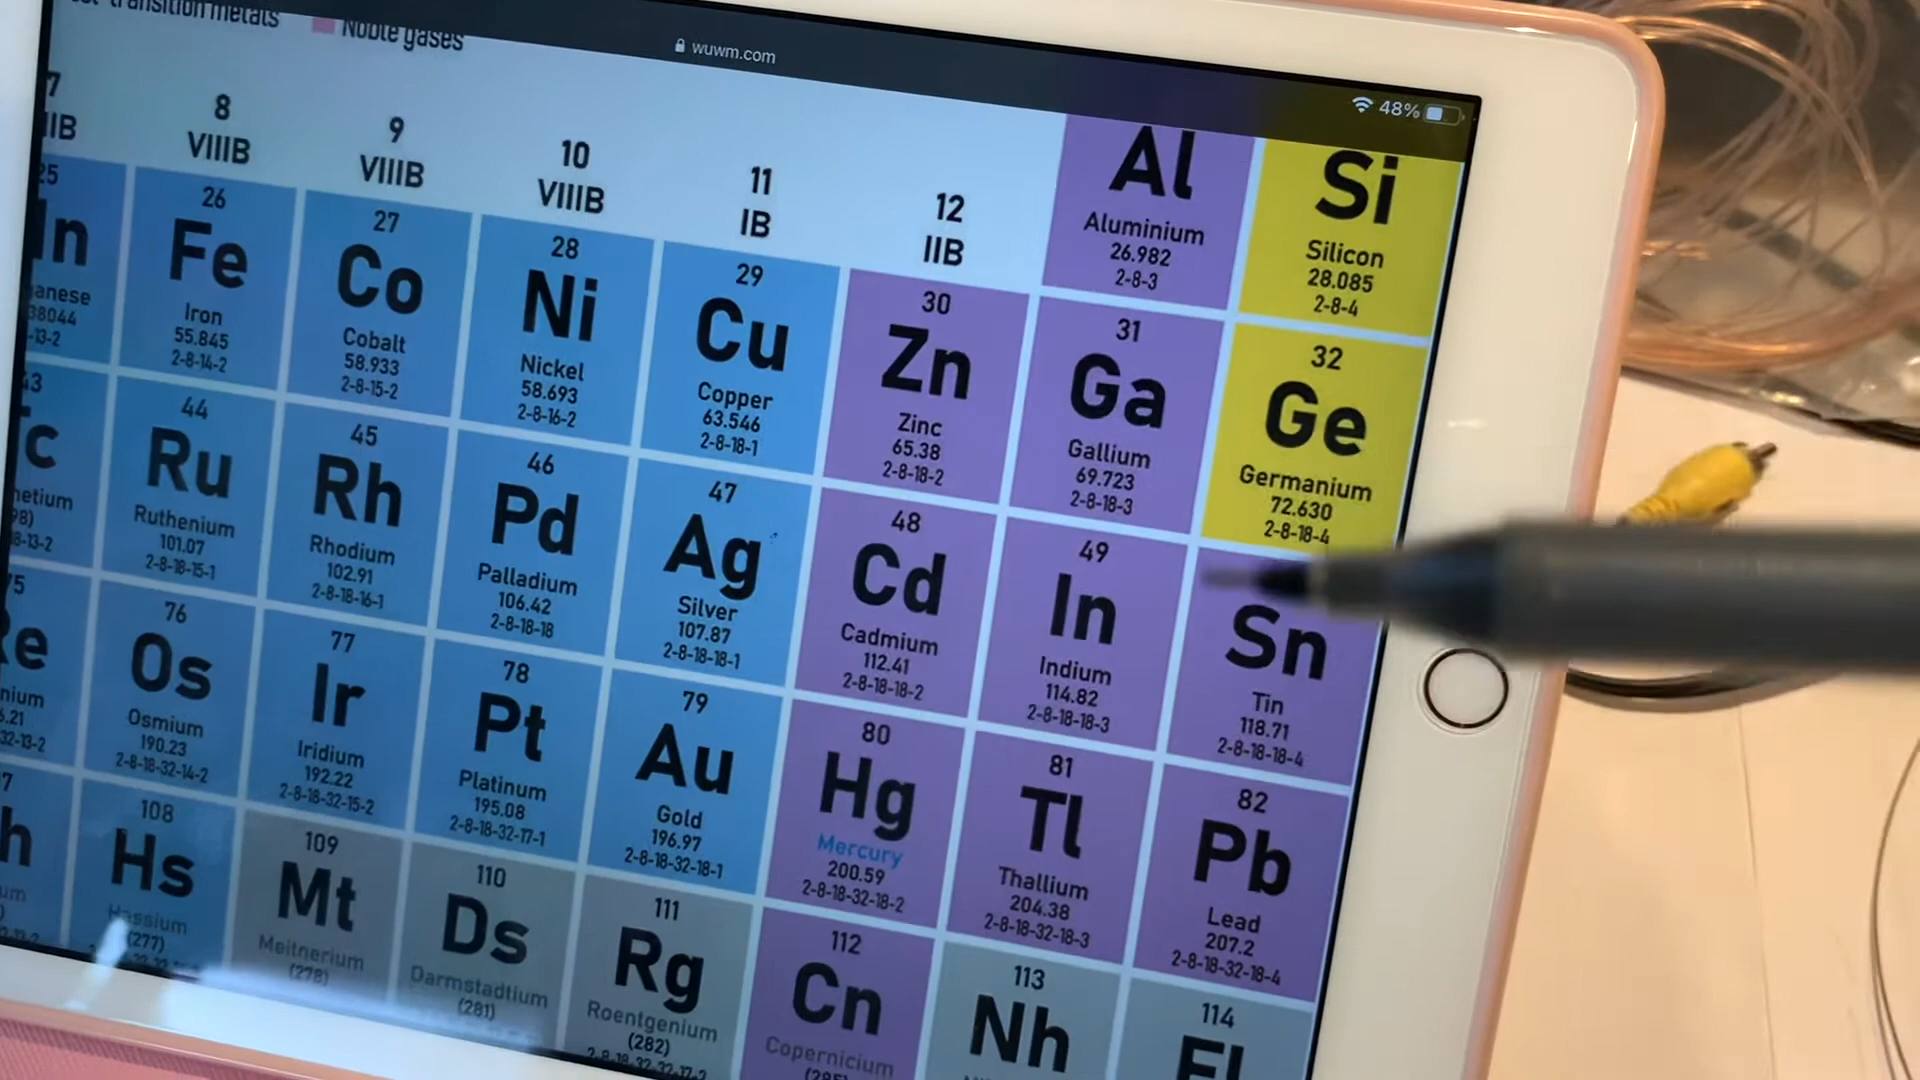 transition metals
Noble gases
wuwm.com
48%
7
8
VIIIB
9
VIIIB
10
VIIIB
11
IB
12
IIB
Al
Aluminium
26.982
2-8-3
Si
Silicon
28.085
2-8-4
26
Fe
Iron
55.845
2-8-14-2
27
Co
Cobalt
58.933
2-8-15-2
28
Ni
Nickel
58.693
2-8-16-2
29
Cu
Copper
63.546
2-8-18-1
30
Zn
Zinc
65.38
2-8-18-2
31
Ga
Gallium
69.723
2-8-18-3
32
Ge
Germanium
72.630
2-8-18-4
44
Ru
Ruthenium
101.07
2-8-18-15-1
45
Rh
Rhodium
102.91
2-8-18-16-1
46
Pd
Palladium
106.42
2-8-18-18
47
Ag
Silver
107.87
2-8-18-18-1
48
Cd
Cadmium
112.41
2-8-18-18-2
49
In
Indium
114.82
2-8-18-18-3
Sn
Tin
118.71
2-8-18-18-4
76
Os
Osmium
190.23
2-8-18-32-14-2
77
Ir
Iridium
192.22
2-8-18-32-15-2
78
Pt
Platinum
195.08
2-8-18-32-17-1
79
Au
Gold
196.97
2-8-18-32-18-1
80
Hg
Mercury
200.59
2-8-18-32-18-2
81
Tl
Thallium
204.38
2-8-18-32-18-3
82
Pb
Lead
207.2
2-8-18-32-18-4
108
Hs
Hassium
(277)
109
Mt
Meitnerium
(278)
110
Ds
Darmstadtium
(281)
111
Rg
Roentgenium
(282)
2-8-18-32-32-17-2
112
Cn
Copernicium
(285)
113
Nh
114
Fl